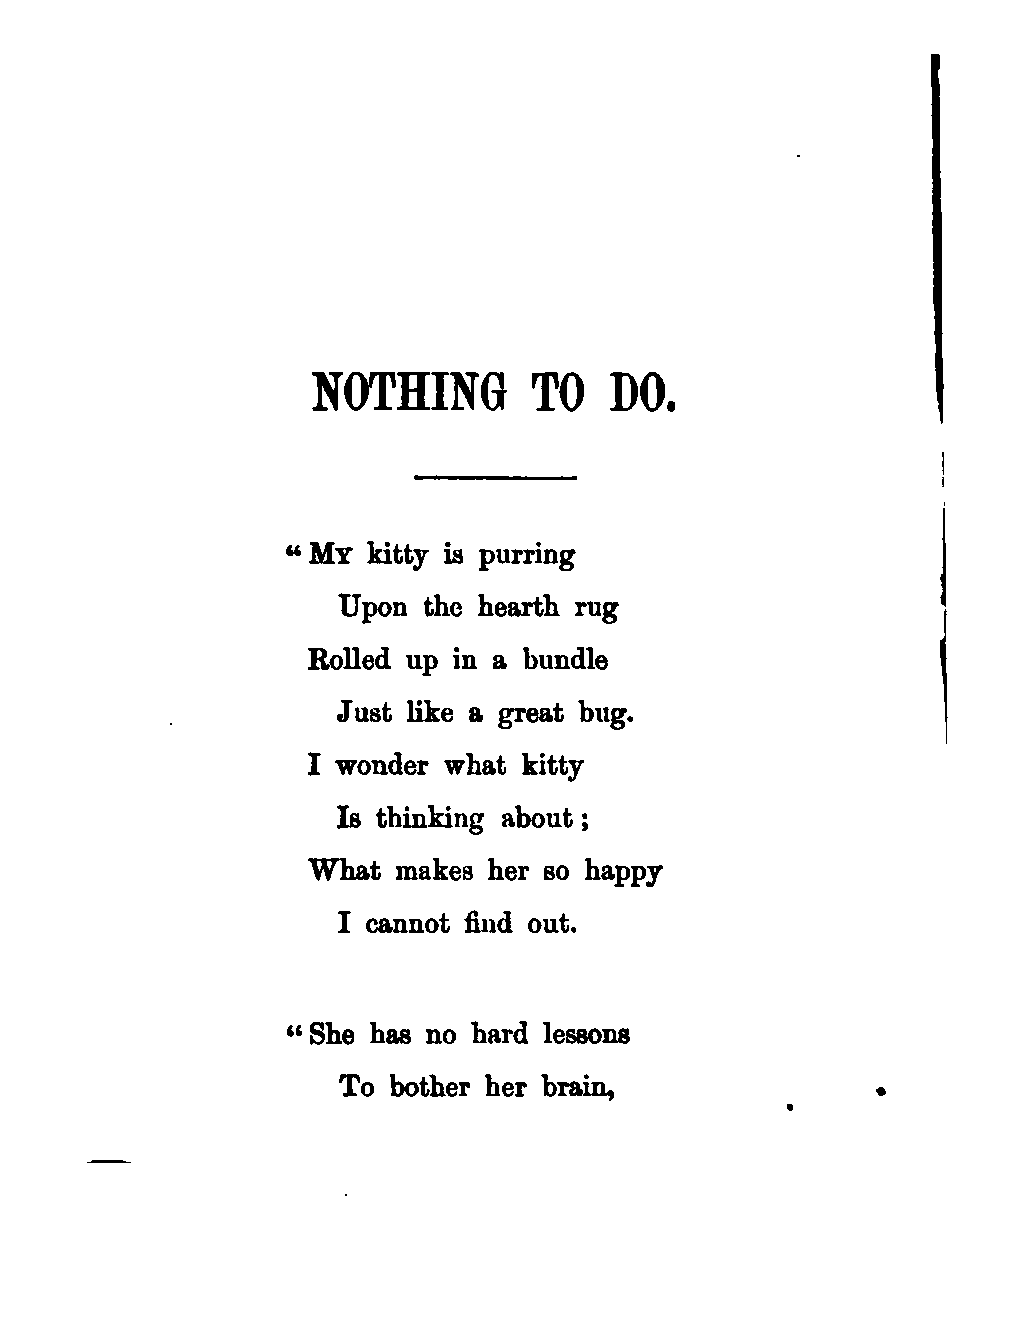 NOTHING TO DO.
“ MY kitty is purring
Upon the hearth rug
Rolled up in a bundle
Just like a great bug.
I wonder what kitty
Is thinking about ;
What makes her so happy
I cannot find out.
“ She has no hard lessons
To bother her brain,